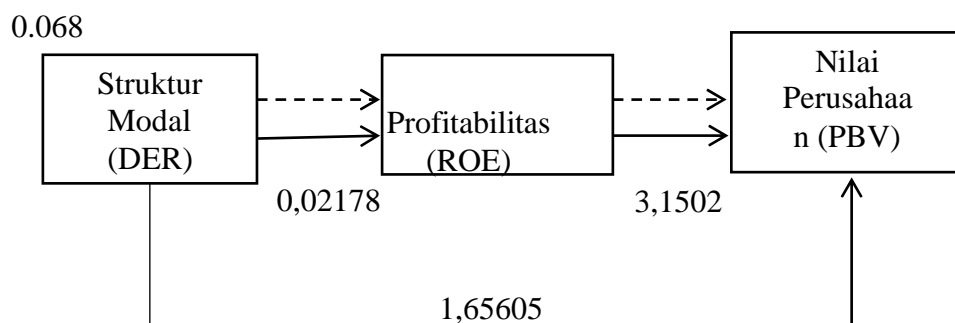 0.068
Struktur
Modal
(DER)
Profitabilitas
(ROE)
Nilai
Perusahaa
n (PBV)
0,02178
3,1502
1,65605